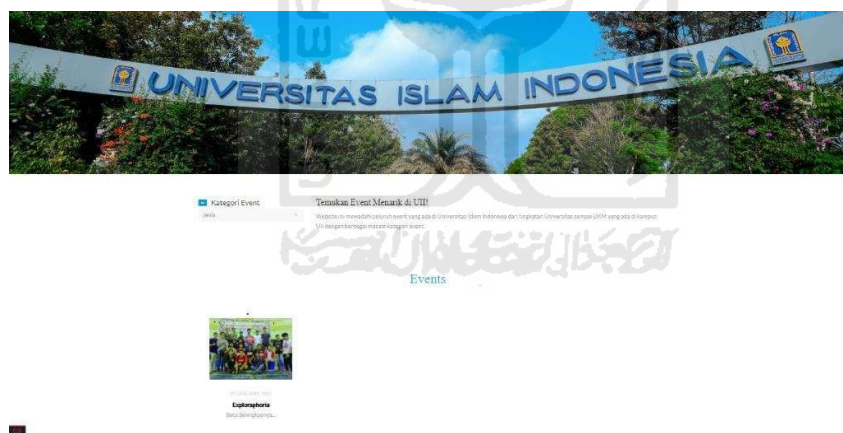 UNIVERSITAS ISLAM INDONESIA
Kategori Event
Temukan Event Menarik di UII!
Website ini mewadahi seluruh event yang ada di Universitas Islam Indonesia dari tingkatan Universitas sampai UKM yang ada di kampus
UII dengan berbagai macam kategori event.
Events
Exploraphoria
Baca Selengkapnya...